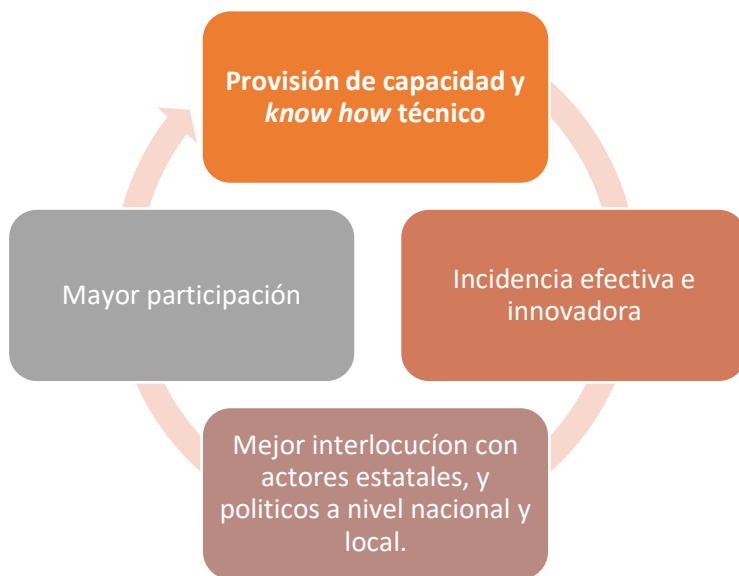 Provisión de capacidad y
know how técnico
Incidencia efectiva e
innovadora
Mejor interlocucíon con
actores estatales, y
politicos a nivel nacional y
local.
Mayor participación